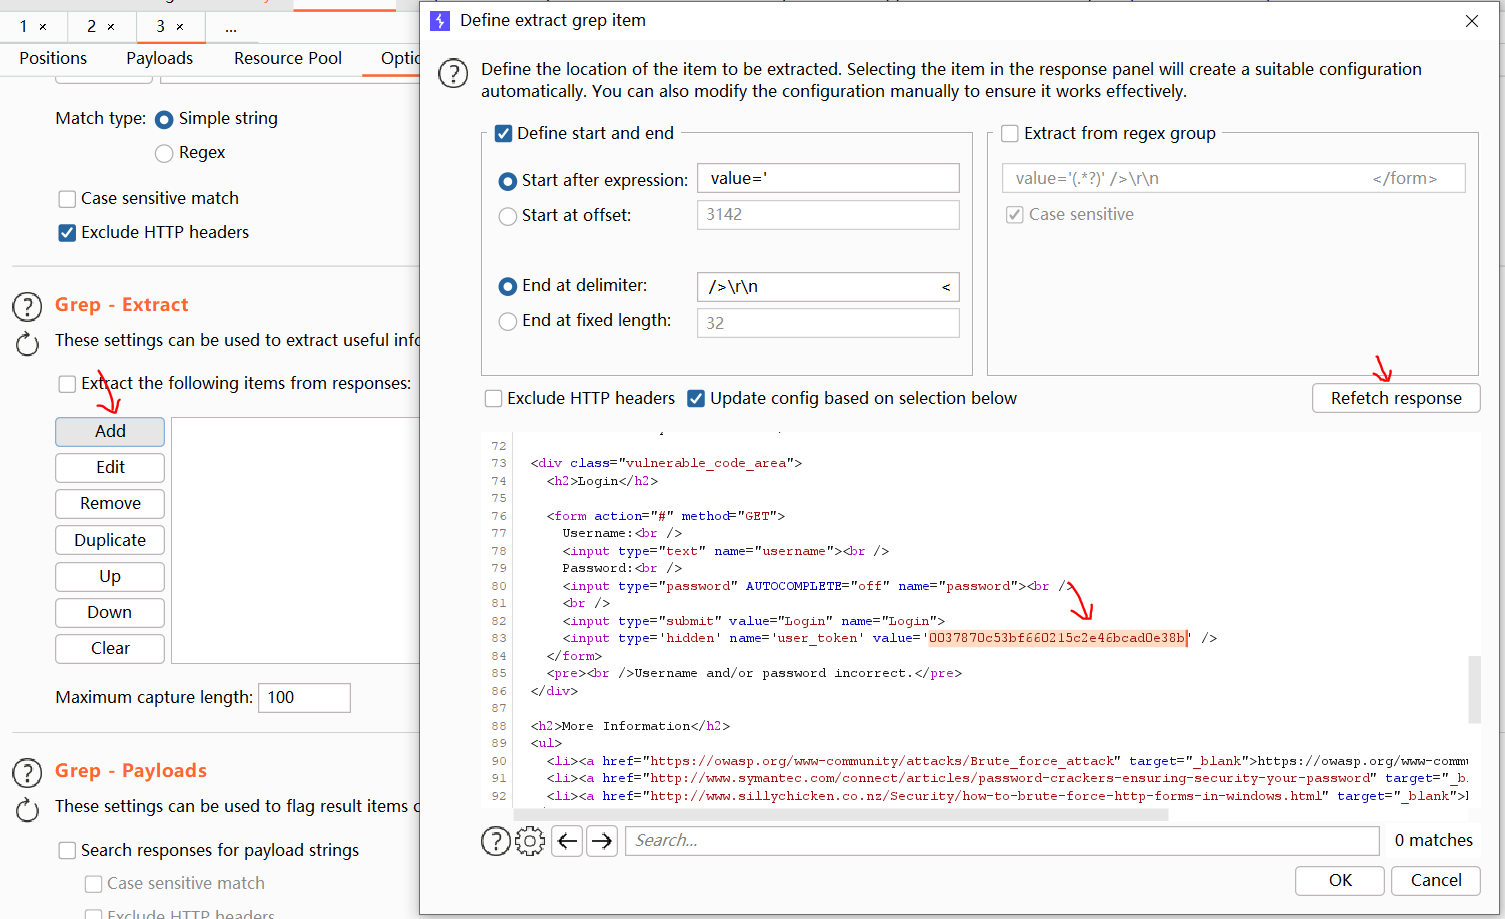 1 ×
2 ×
3 ×
...
Positions
Payloads
Resource Pool
Match type:
Simple string
Regex
Case sensitive match
Exclude HTTP headers
Grep - Extract
These settings can be used to extract useful
Extract the following items from responses:
Add
Edit
Remove
Duplicate
Up
Down
Clear
Maximum capture length: 100
Grep - Payloads
These settings can be used to flag result items
Search responses for payload strings
Case sensitive match
Exclude HTTP headers
Define extract grep item
Define the location of the item to be extracted. Selecting the item in the response panel will create a suitable configuration
automatically. You can also modify the configuration manually to ensure it works effectively.
Define start and end
Start after expression: value='
Start at offset: 3142
End at delimiter: />\r\n <
End at fixed length: 32
Extract from regex group
value='(.*?)' />\r\n </form>
Case sensitive
Exclude HTTP headers
Update config based on selection below
Refetch response
72
73 <div class="vulnerable_code_area">
74 <h2>Login</h2>
75
76 <form action="#" method="GET">
77 Username:<br />
78 <input type="text" name="username"><br />
79 Password:<br />
80 <input type="password" AUTOCOMPLETE="off" name="password"><br />
81 <br />
82 <input type="submit" value="Login" name="Login">
83 <input type='hidden' name='user_token' value='0037870c53bf660215c2e46bcad0e38b' />
84 </form>
85 <pre><br />Username and/or password incorrect.</pre>
86 </div>
87
88 <h2>More Information</h2>
89 <ul>
90 <li><a href="https://owasp.org/www-community/attacks/Brute_force_attack" target="_blank">https://owasp.org/www-commu
91 <li><a href="http://www.symantec.com/connect/articles/password-crackers-ensuring-security-your-password" target="_b
92 <li><a href="http://www.sillychicken.co.nz/Security/how-to-brute-force-http-forms-in-windows.html" target="_blank">
Search...
0 matches
OK
Cancel